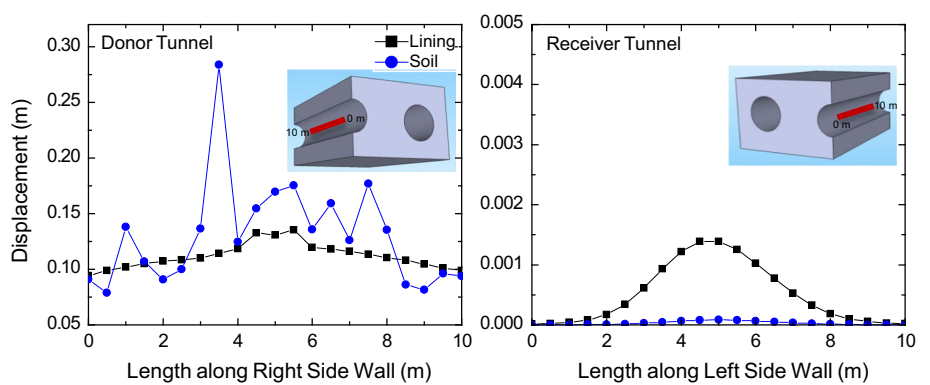 Donor Tunnel
Lining
Soil
10 m
0 m
0.30
0.25
0.20
0.15
0.10
0.05
Displacement (m)
0
2
4
6
8
10
Length along Right Side Wall (m)
Receiver Tunnel
10 m
0 m
0.005
0.004
0.003
0.002
0.001
0.000
0
2
4
6
8
10
Length along Left Side Wall (m)